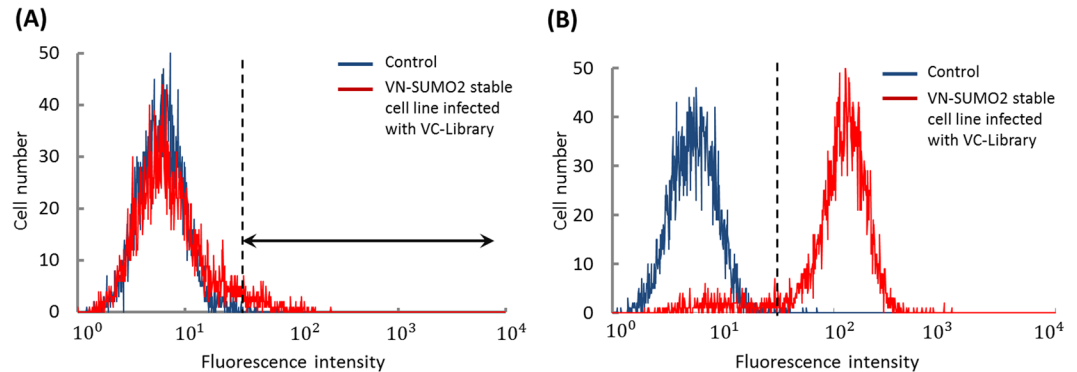 (A)
50
40
30
20
10
0
Cell number
Control
VN-SUMO2 stable
cell line infected
with VC-Library
10⁰
10¹
10²
10³
10⁴
Fluorescence intensity
(B)
50
40
30
20
10
0
Cell number
Control
VN-SUMO2 stable
cell line infected
with VC-Library
10⁰
10¹
10²
10³
10⁴
Fluorescence intensity